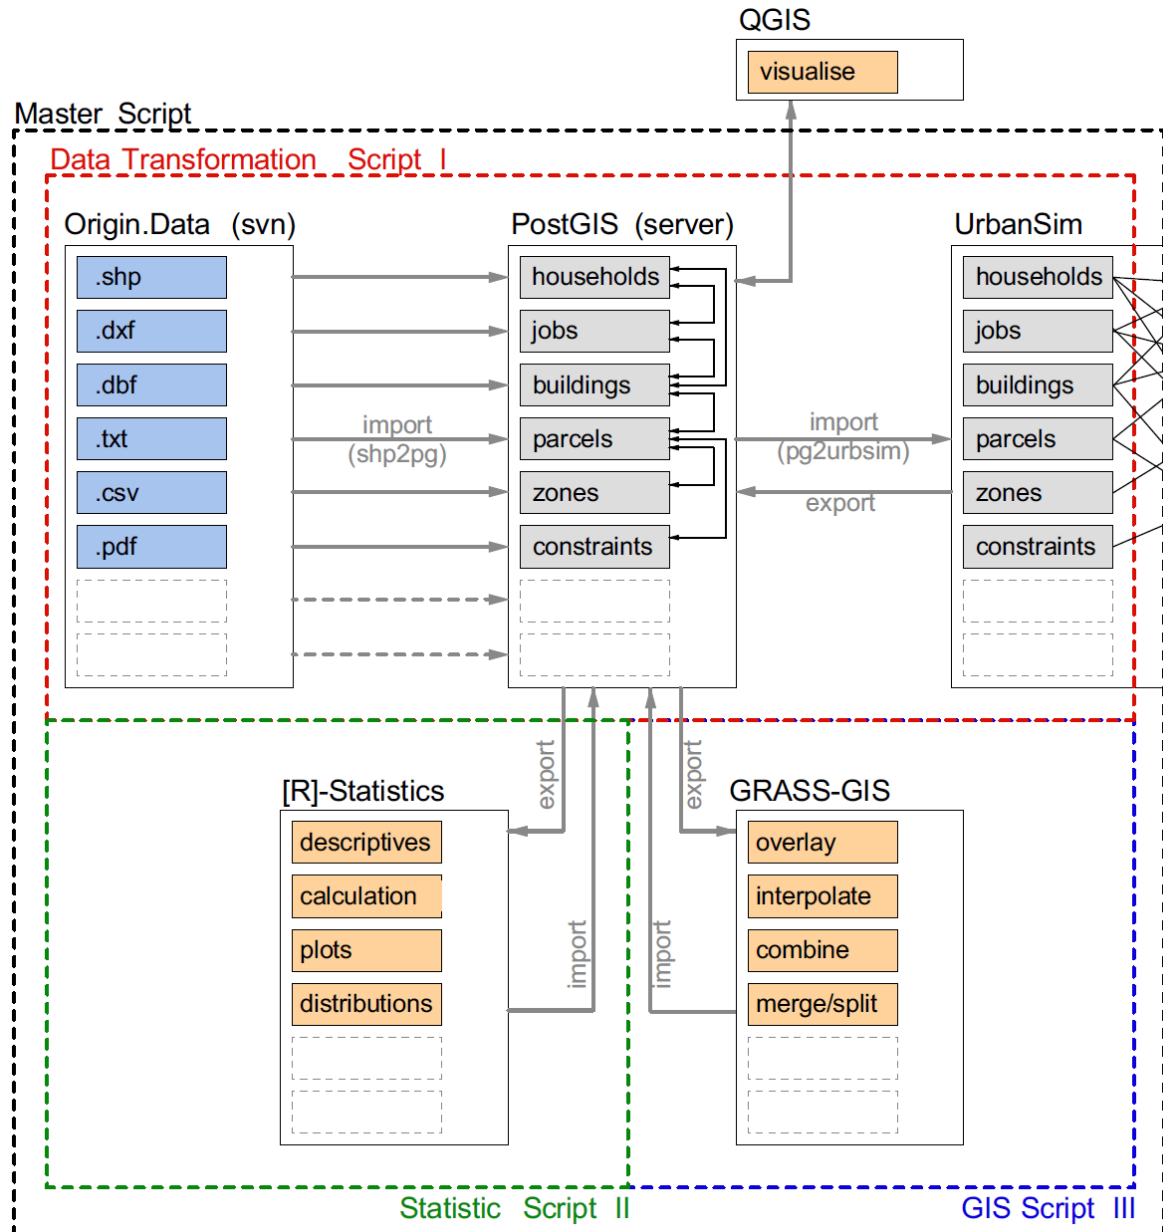 QGIS
visualise
Master Script
Data Transformation Script I
Origin.Data (svn)
.shp
.dxf
.dbf
.txt
.csv
.pdf
import
(shp2pg)
PostGIS (server)
households
jobs
buildings
parcels
zones
constraints
import
(pg2urbsim)
export
UrbanSim
households
jobs
buildings
parcels
zones
constraints
export
import
import
export
[R]-Statistics
descriptives
calculation
plots
distributions
GRASS-GIS
overlay
interpolate
combine
merge/split
Statistic Script II
GIS Script III